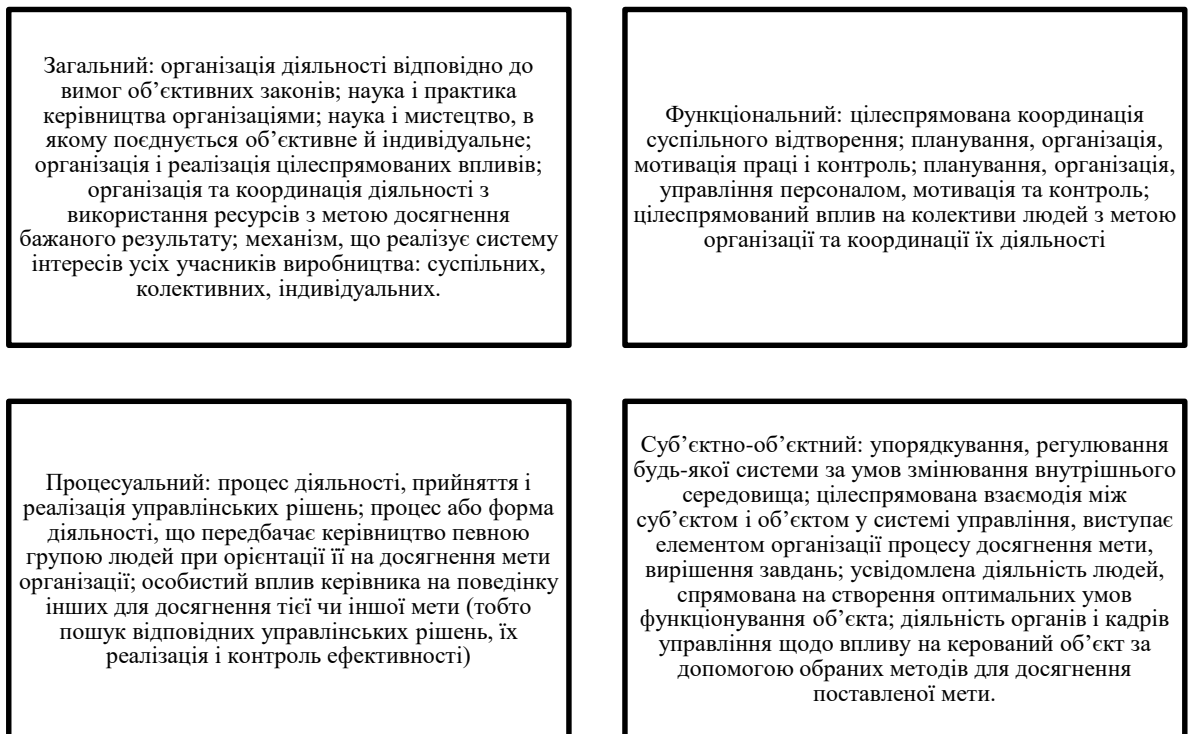 Загальний: організація діяльності відповідно до
вимог об’єктивних законів; наука і практика
керівництва організаціями; наука і мистецтво, в
якому поєднується об’єктивне й індивідуальне;
організація і реалізація цілеспрямованих впливів;
організація та координація діяльності з
використання ресурсів з метою досягнення
бажаного результату; механізм, що реалізує систему
інтересів усіх учасників виробництва: суспільних,
колективних, індивідуальних.
Функціональний: цілеспрямована координація
суспільного відтворення; планування, організація,
мотивація праці і контроль; планування, організація,
управління персоналом, мотивація та контроль;
цілеспрямований вплив на колективи людей з метою
організації та координації їх діяльності
Процесуальний: процес діяльності, прийняття і
реалізація управлінських рішень; процес або форма
діяльності, що передбачає керівництво певною
групою людей при орієнтації її на досягнення мети
організації; особистий вплив керівника на поведінку
інших для досягнення тієї чи іншої мети (тобто
пошук відповідних управлінських рішень, їх
реалізація і контроль ефективності)
Суб’єктно-об’єктний: упорядкування, регулювання
будь-якої системи за умов змінювання внутрішнього
середовища; цілеспрямована взаємодія між
суб’єктом і об’єктом у системі управління, виступає
елементом організації процесу досягнення мети,
вирішення завдань; усвідомлена діяльність людей,
спрямована на створення оптимальних умов
функціонування об’єкта; діяльність органів і кадрів
управління щодо впливу на керований об’єкт за
допомогою обраних методів для досягнення
поставленої мети.